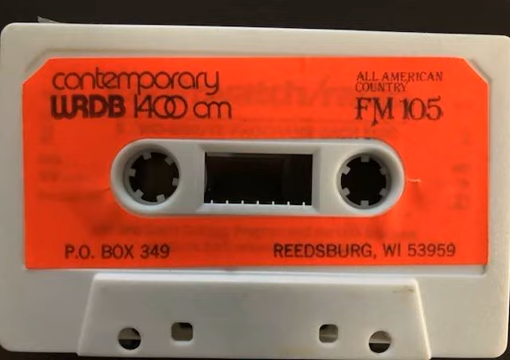 contemporary
WRDB 1400 am
ALL AMERICAN
COUNTRY
FM 105
P.O. BOX 349
REEDSBURG, WI 53959